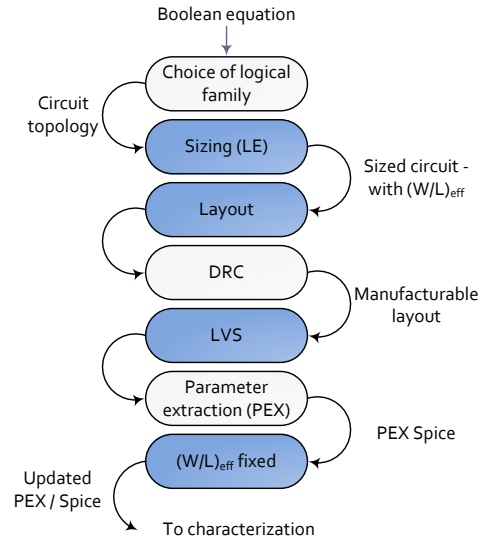 Boolean equation
Choice of logical
family
Circuit
topology
Sizing (LE)
Sized circuit -
with (W/L)eff
Layout
DRC
Manufacturable
layout
LVS
Parameter
extraction (PEX)
PEX Spice
(W/L)eff fixed
Updated
PEX / Spice
To characterization